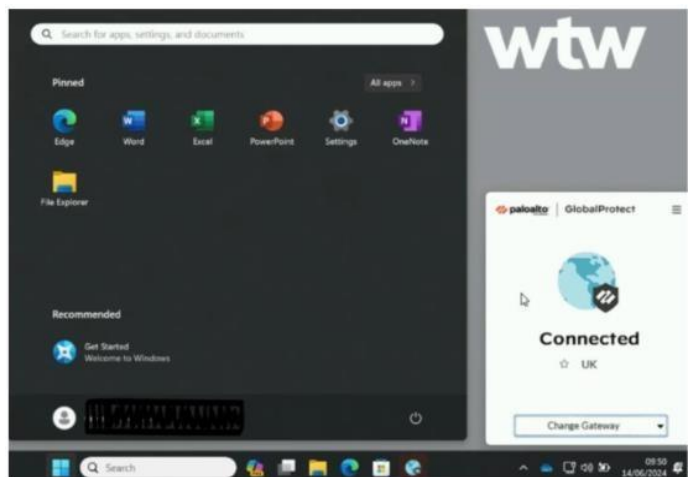 Search for apps, settings, and documents
wtw
Pinned
All apps >
Edge
Word
Excel
PowerPoint
Settings
OneNote
File Explorer
paloalto
GlobalProtect
Connected
UK
Change Gateway
Recommended
Get Started
Welcome to Windows
Search
09:50
14/06/2024